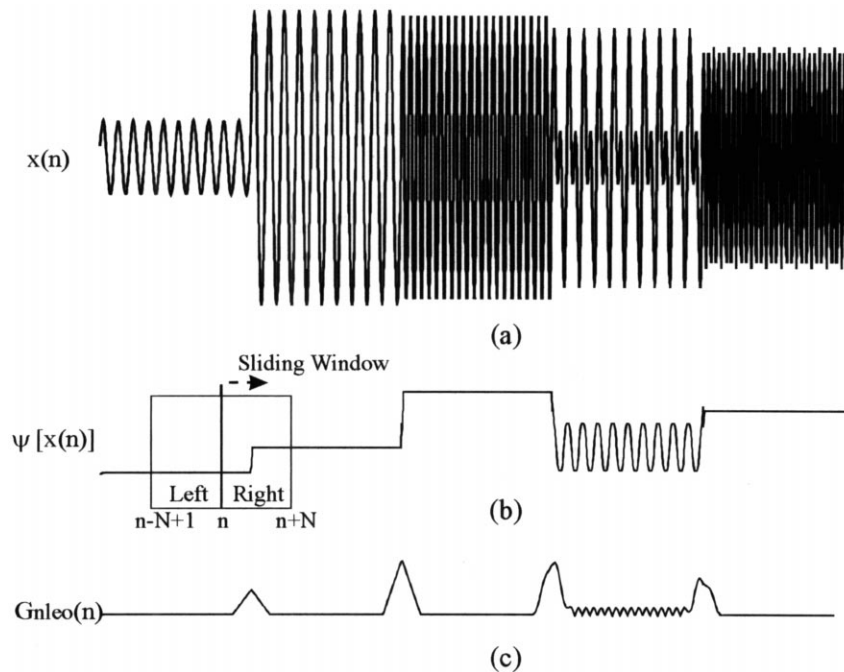 x(n)
(a)
Sliding Window
Ψ [x(n)]
Left Right
n-N+1 n n+N
(b)
Gnleo(n)
(c)